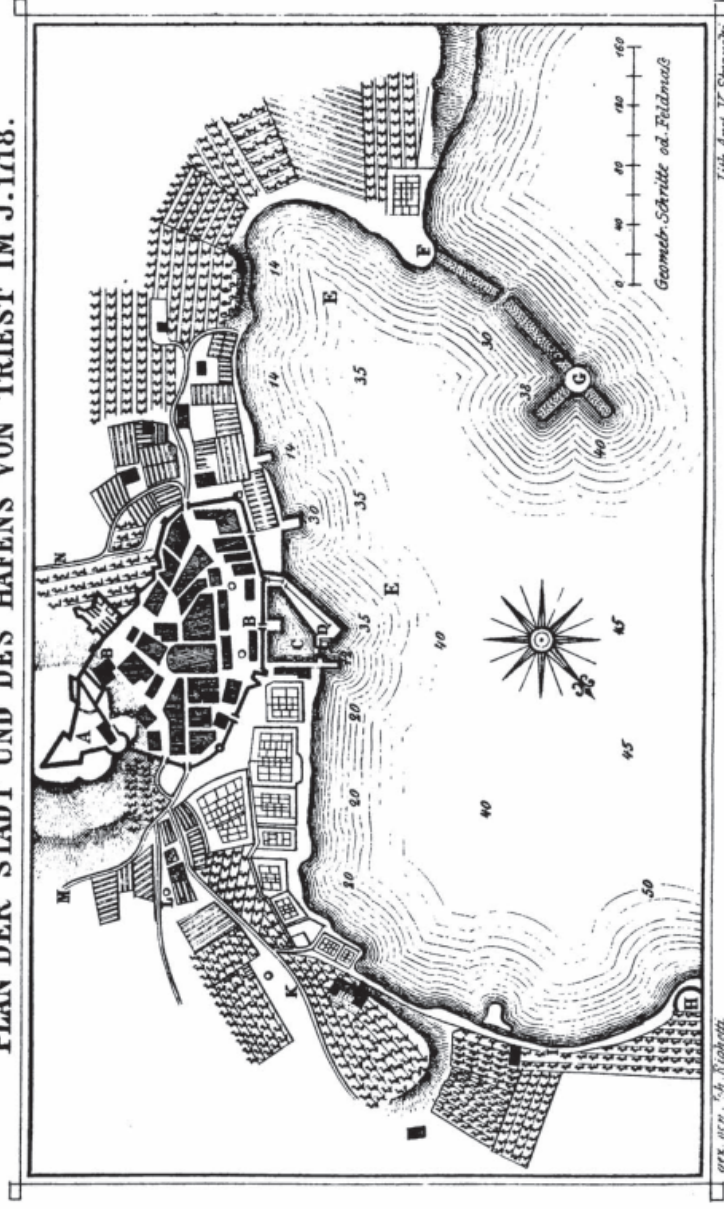 PLAN DER STADT UND DES HAFENS VON TRIEST IM J. 1718.
N
M
A
B
L
K
B
C
D
E
E
F
G
H
14
14
14
30
35
35
35
20
20
20
30
38
40
40
40
45
45
50
0 40 80 120 160
Geometr. Schritte od. Feldmaß